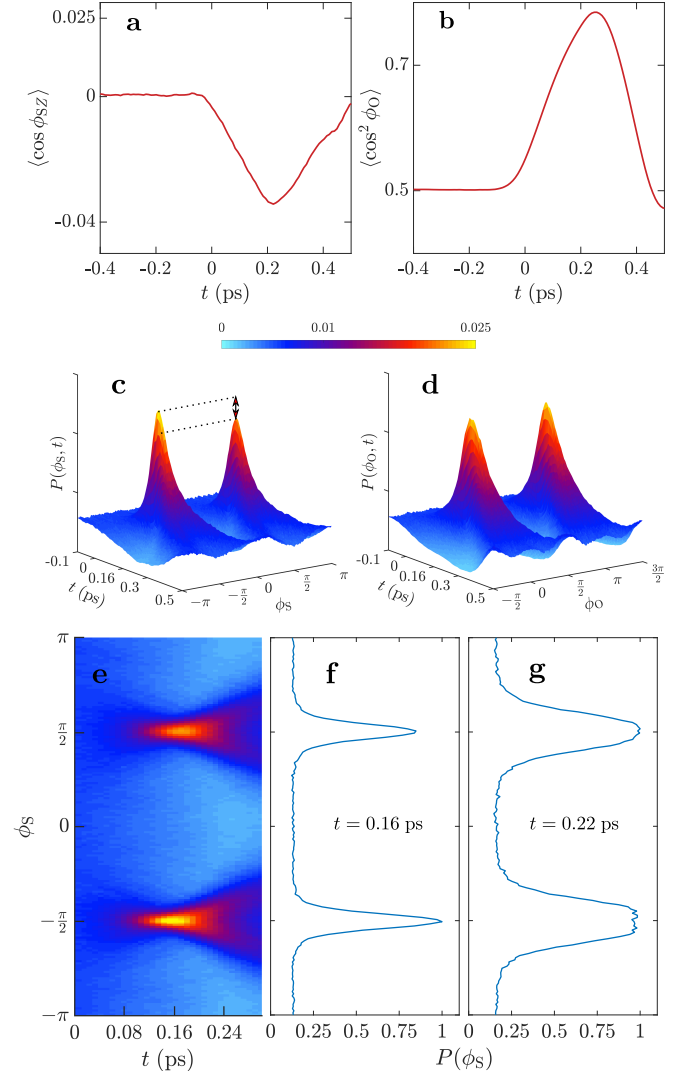 a
0.025
0
-0.04
⟨cos ϕSZ⟩
-0.4 -0.2 0 0.2 0.4
t (ps)
b
0.7
0.5
⟨cos² ϕO⟩
-0.4 -0.2 0 0.2 0.4
t (ps)
0 0.01 0.025
c
P(ϕS, t)
-0.1 0 0.16 0.3 0.5
t (ps)
−π −π/2 0 π/2 π
ϕS
d
P(ϕO, t)
-0.1 0 0.16 0.3 0.5
t (ps)
−π/2 0 π/2 π 3π/2
ϕO
e
π
π/2
0
−π/2
−π
ϕS
0 0.08 0.16 0.24
t (ps)
f
t = 0.16 ps
0 0.25 0.5 0.75 1
g
t = 0.22 ps
0 0.25 0.5 0.75 1
P(ϕS)